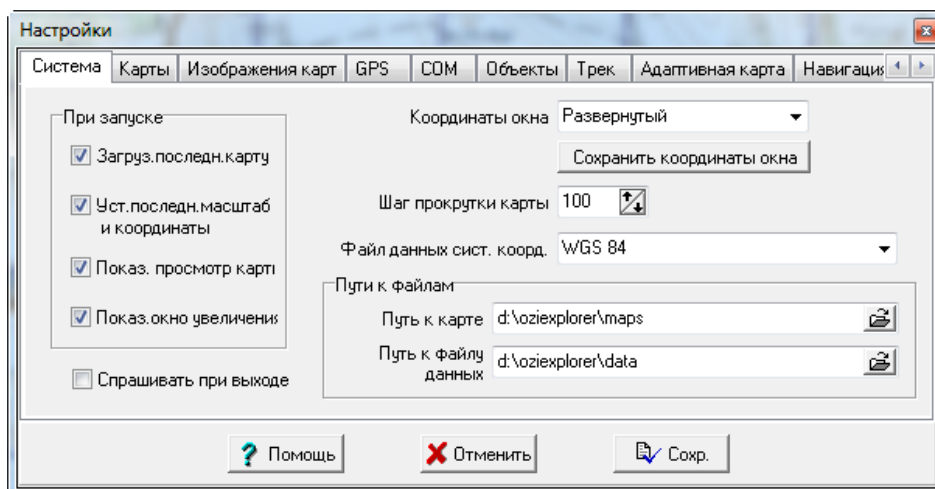 Настройки
Система Карты Изображения карт GPS COM Объекты Трек Адаптивная карта Навигация
При запуске
Загруз.последн.карту
Уст.последн.масштаб
и координаты
Показ. просмотр карты
Показ.окно увеличения
Спрашивать при выходе
Координаты окна Развернутый
Сохранить координаты окна
Шаг прокрутки карты 100
Файл данных сист. коорд. WGS 84
Пути к файлам
Путь к карте d:\oziexplorer\maps
Путь к файлу
данных d:\oziexplorer\data
Помощь Отменить Сохр.